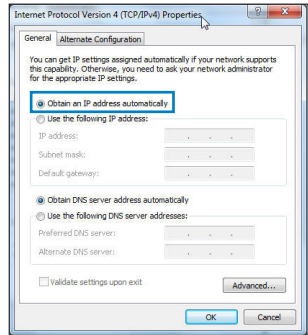 Internet Protocol Version 4 (TCP/IPv4) Properties
General
Alternate Configuration
You can get IP settings assigned automatically if your network supports
this capability. Otherwise, you need to ask your network administrator
for the appropriate IP settings.
Obtain an IP address automatically
Use the following IP address:
IP address:
Subnet mask:
Default gateway:
Obtain DNS server address automatically
Use the following DNS server addresses:
Preferred DNS server:
Alternate DNS server:
Validate settings upon exit
Advanced...
OK
Cancel